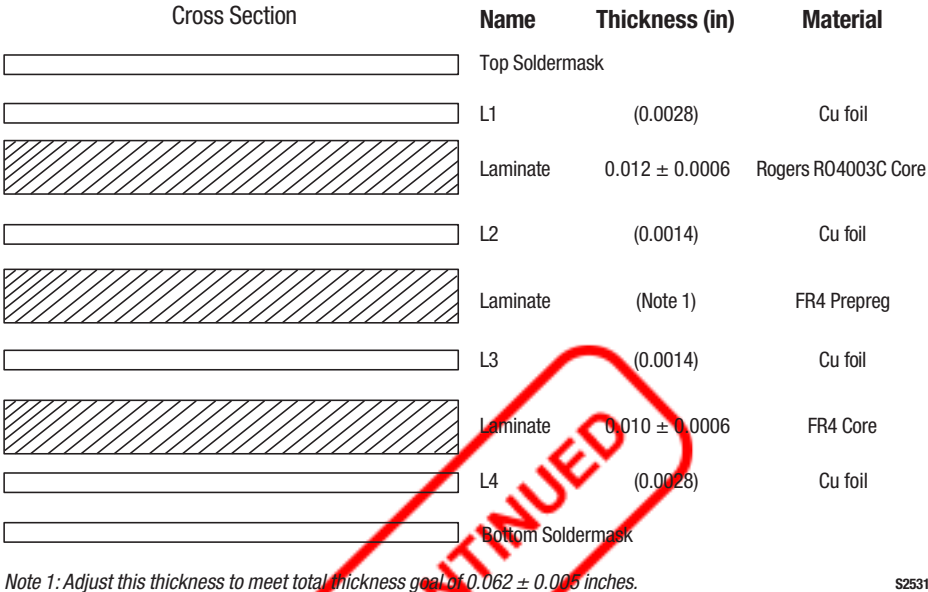 Cross Section Name Thickness (in) Material
Top Soldermask
L1 (0.0028) Cu foil
Laminate 0.012 ± 0.0006 Rogers RO4003C Core
L2 (0.0014) Cu foil
Laminate (Note 1) FR4 Prepreg
L3 (0.0014) Cu foil
Laminate 0.010 ± 0.0006 FR4 Core
L4 (0.0028) Cu foil
Bottom Soldermask
TINUED
Note 1: Adjust this thickness to meet total thickness goal of 0.062 ± 0.005 inches. S2531